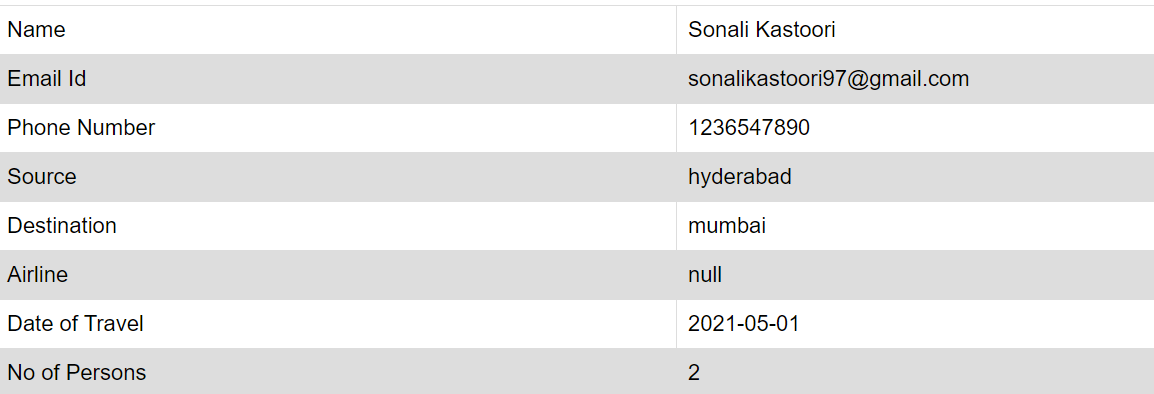 Name Sonali Kastoori
Email Id sonalikastoori97@gmail.com
Phone Number 1236547890
Source hyderabad
Destination mumbai
Airline null
Date of Travel 2021-05-01
No of Persons 2